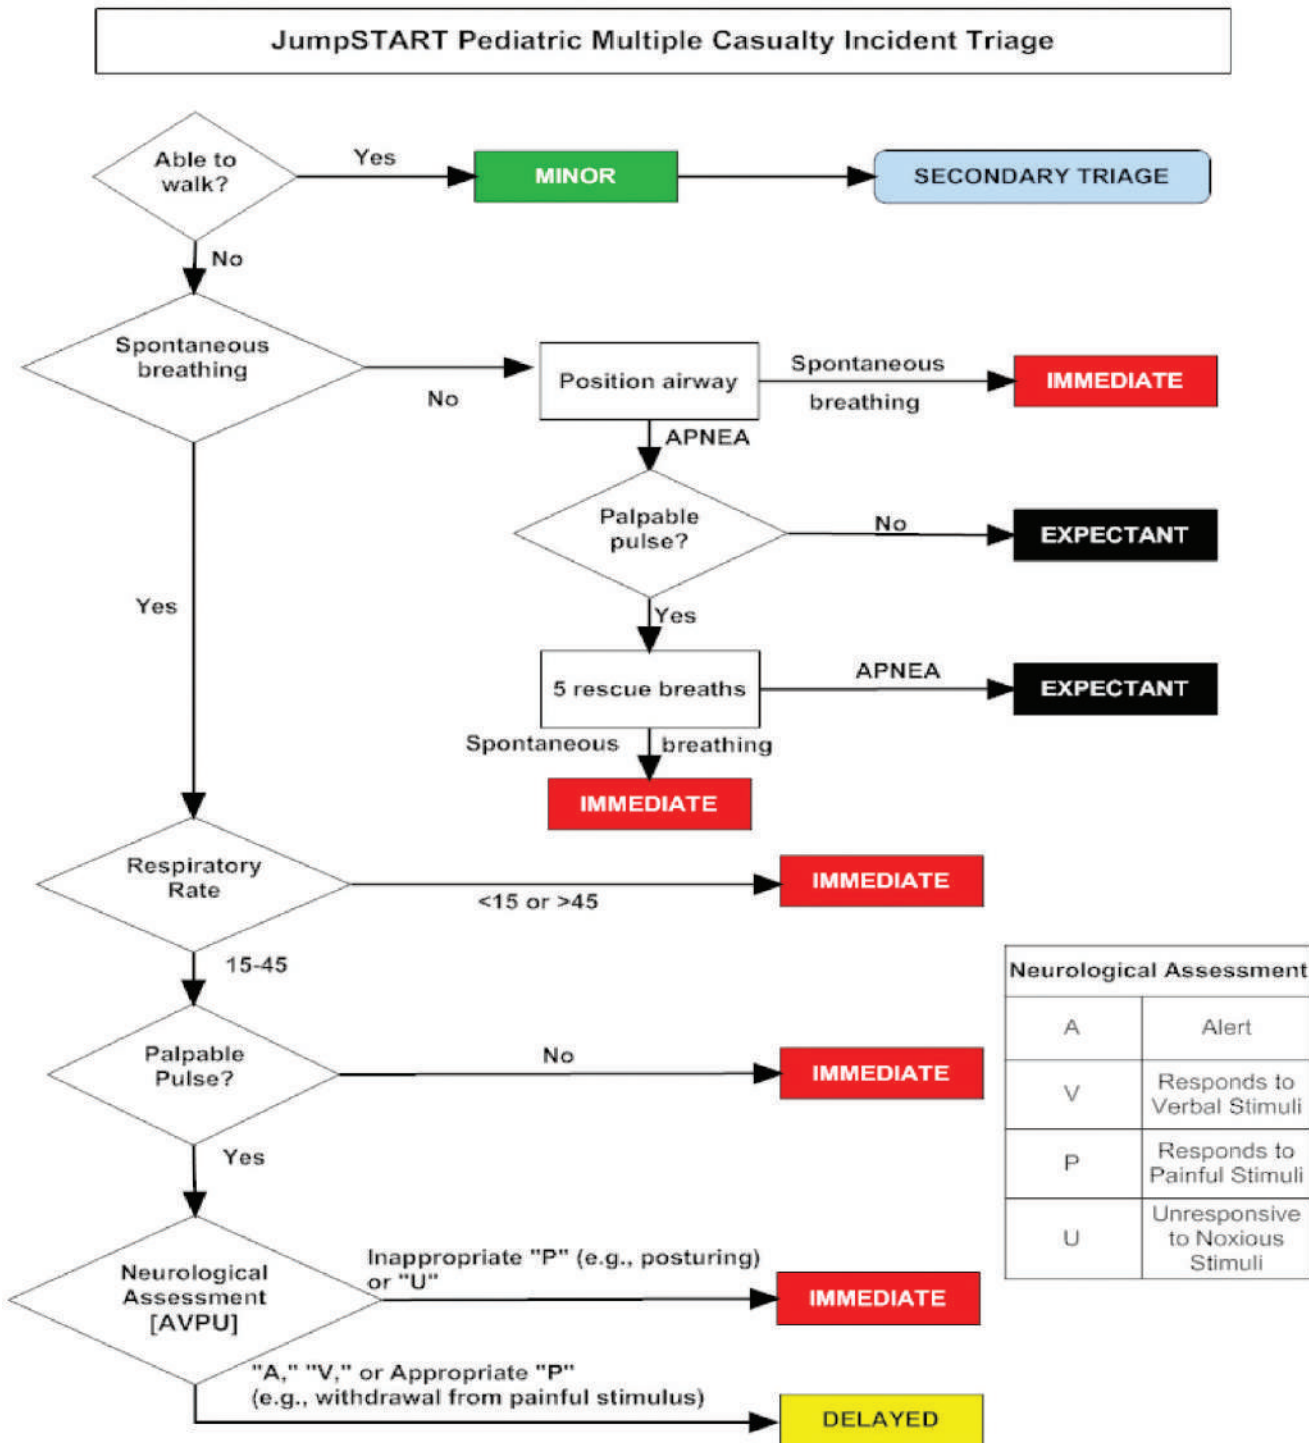 JumpSTART Pediatric Multiple Casualty Incident Triage
Able to
walk?
Yes
MINOR
SECONDARY TRIAGE
No
Spontaneous
breathing
No
Position airway
Spontaneous
breathing
IMMEDIATE
APNEA
Palpable
pulse?
No
EXPECTANT
Yes
Yes
5 rescue breaths
APNEA
EXPECTANT
Spontaneous breathing
IMMEDIATE
Respiratory
Rate
<15 or >45
IMMEDIATE
15-45
Palpable
Pulse?
No
IMMEDIATE
Yes
Neurological
Assessment
[AVPU]
Inappropriate "P" (e.g., posturing)
or "U"
IMMEDIATE
"A," "V," or Appropriate "P"
(e.g., withdrawal from painful stimulus)
DELAYED
Neurological Assessment
A
Alert
V
Responds to
Verbal Stimuli
P
Responds to
Painful Stimuli
U
Unresponsive
to Noxious
Stimuli